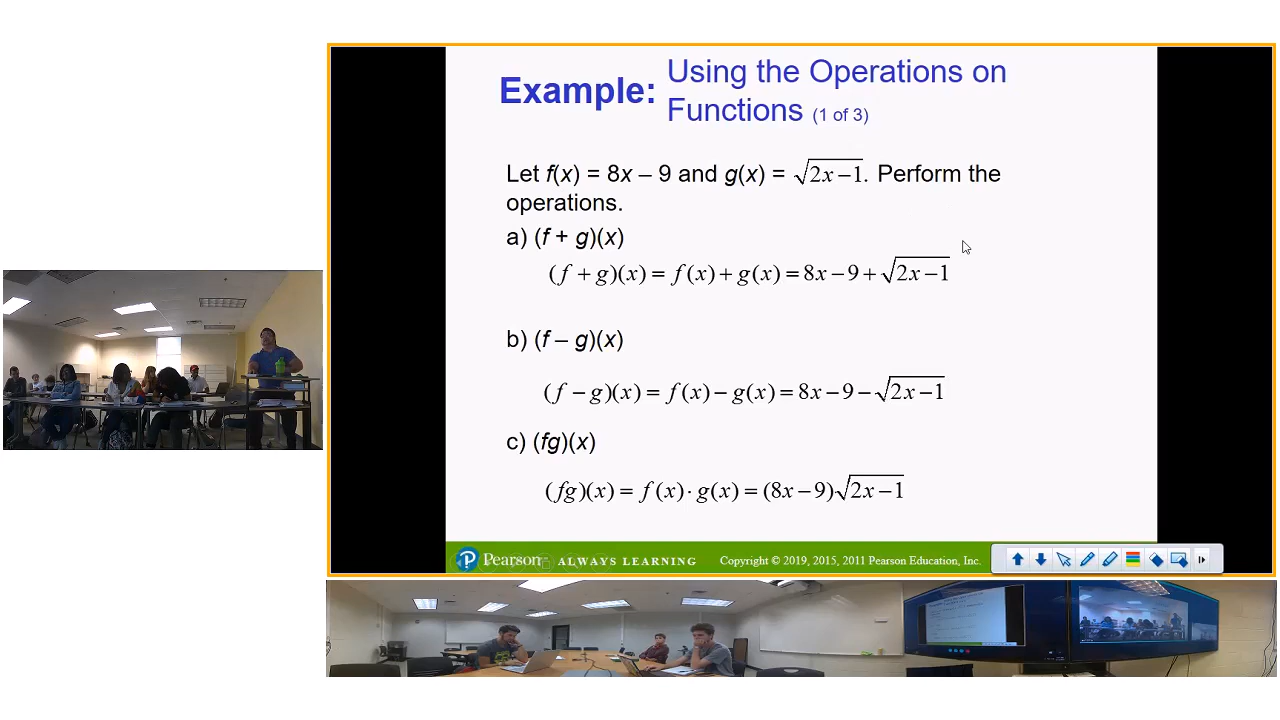 Example: Using the Operations on
Functions (1 of 3)
Let f(x) = 8x – 9 and g(x) = √(2x−1). Perform the
operations.
a) (f + g)(x)
(f + g)(x) = f(x) + g(x) = 8x − 9 + √(2x−1)
b) (f – g)(x)
(f − g)(x) = f(x) − g(x) = 8x − 9 − √(2x−1)
c) (fg)(x)
(fg)(x) = f(x) · g(x) = (8x − 9)√(2x−1)
P Pearson ALWAYS LEARNING Copyright © 2019, 2015, 2011 Pearson Education, Inc.